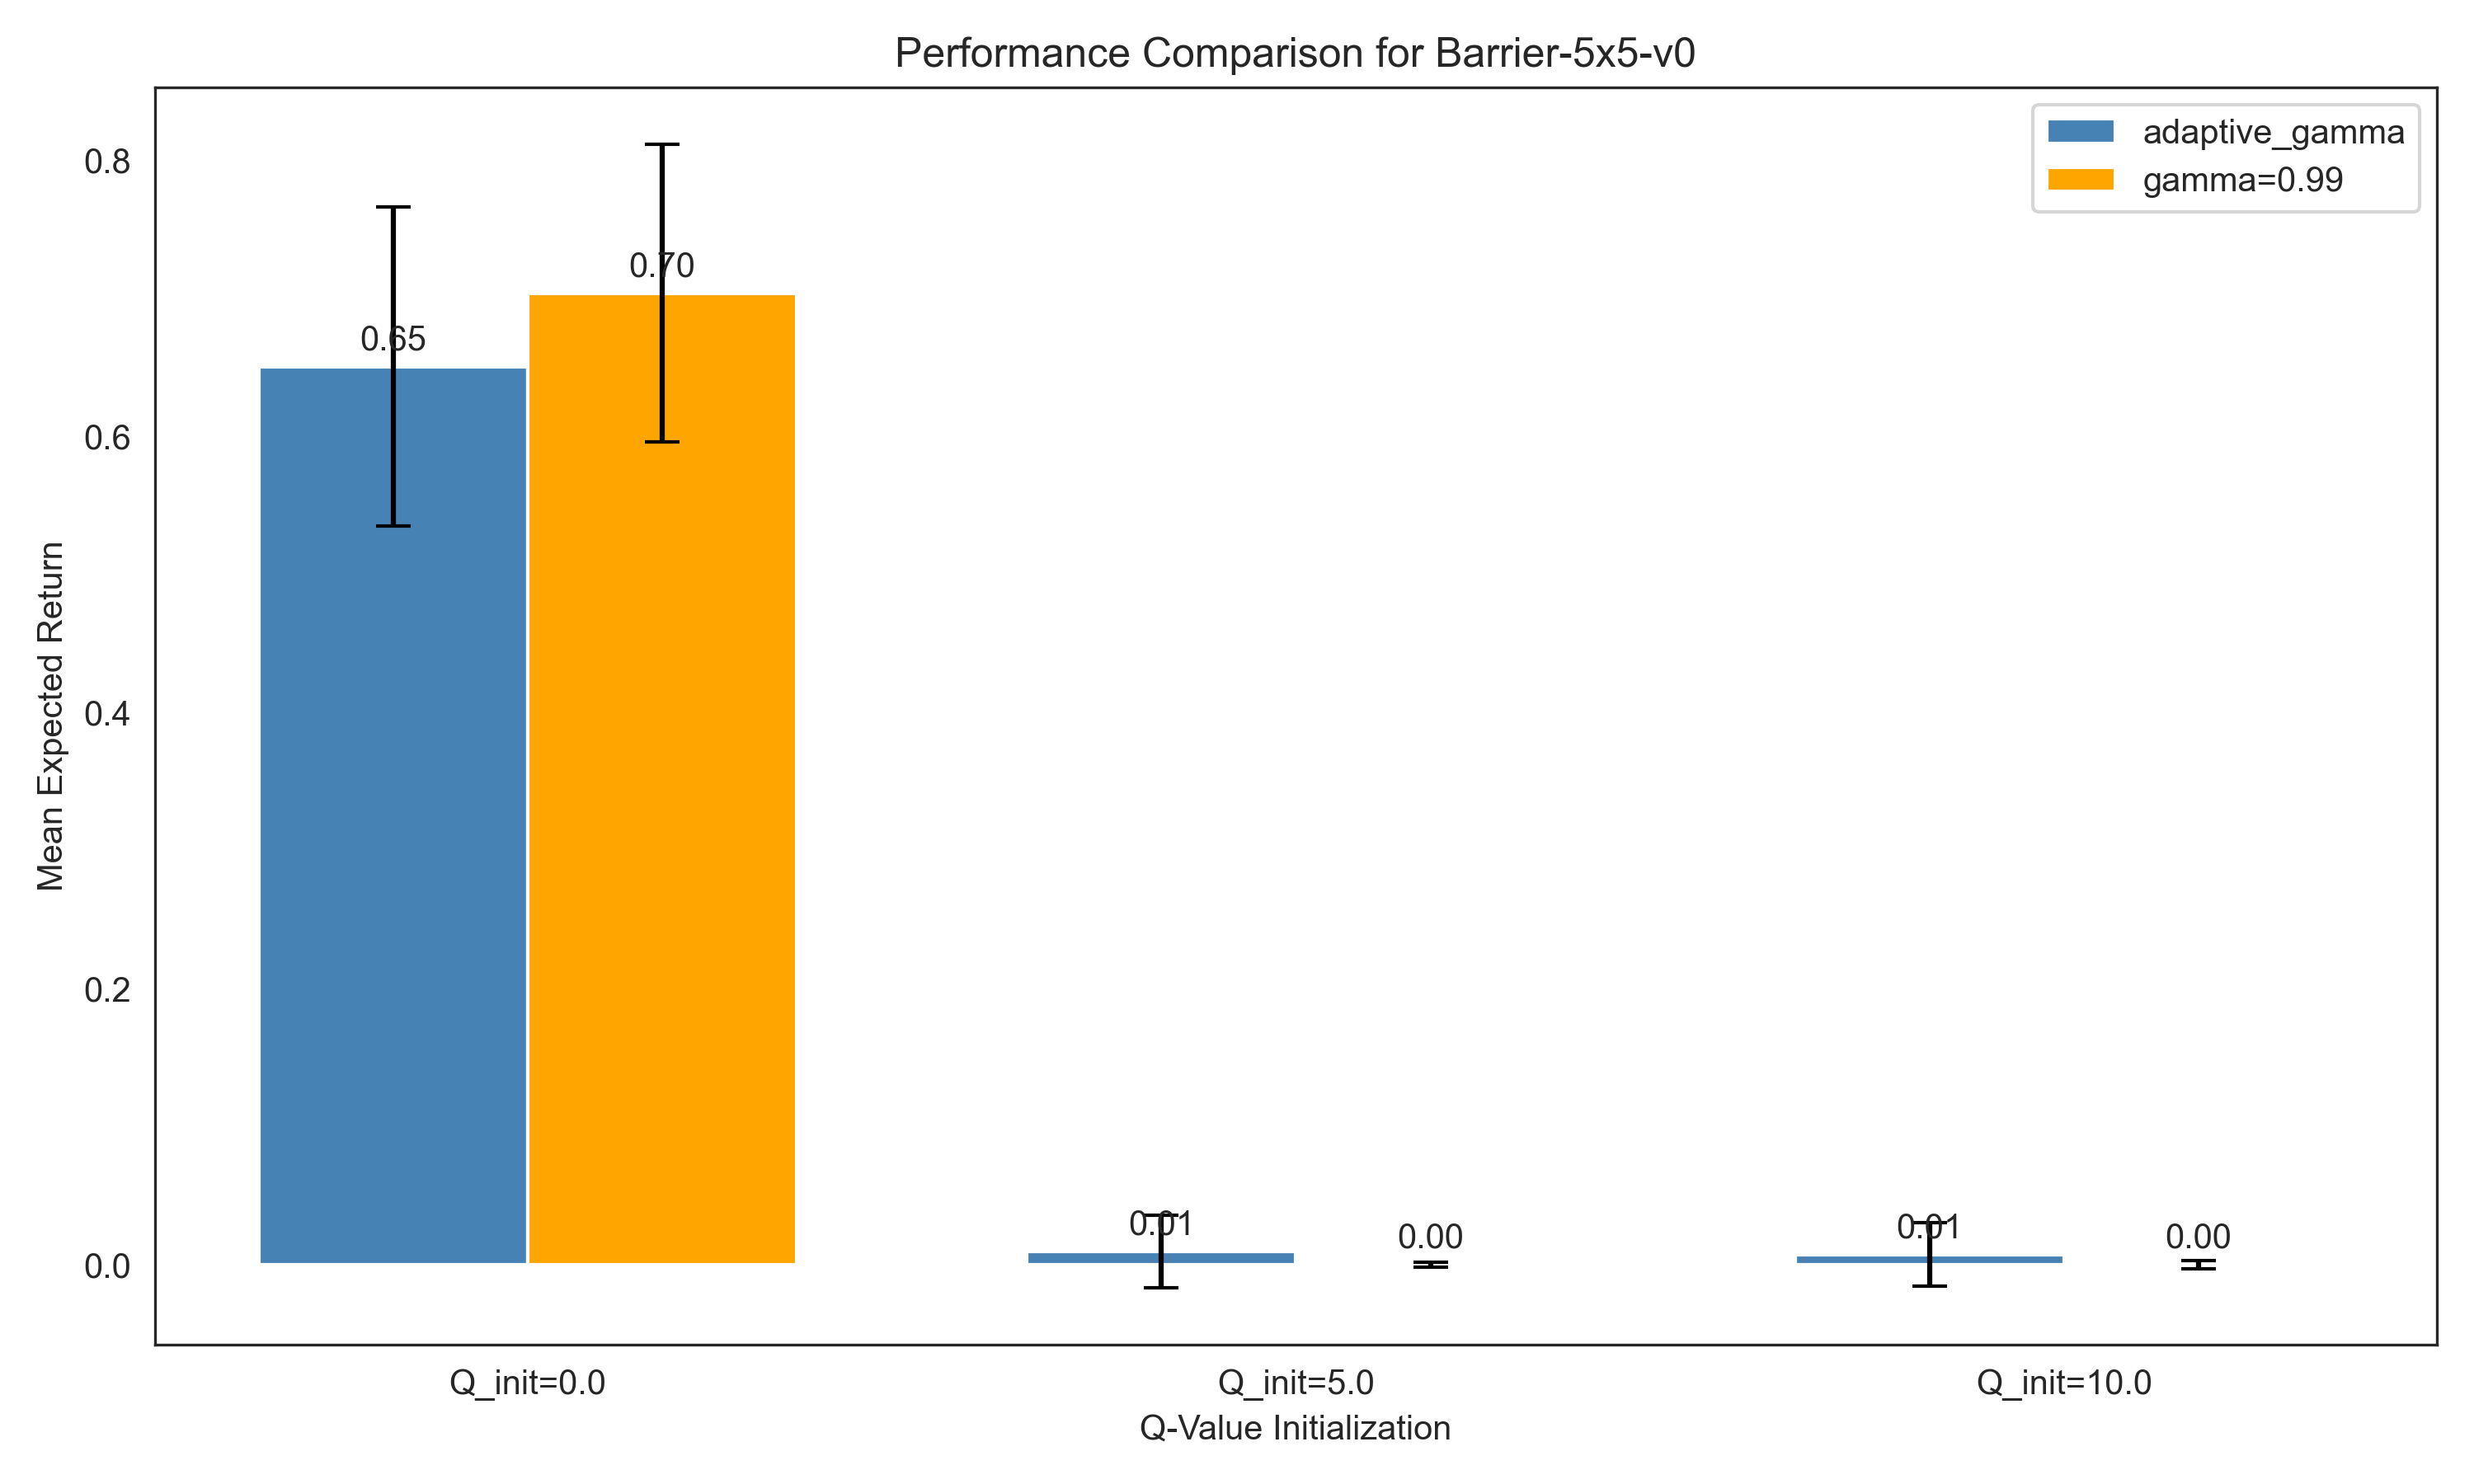 Performance Comparison for Barrier-5x5-v0
adaptive_gamma
gamma=0.99
Mean Expected Return
0.8
0.6
0.4
0.2
0.0
0.65
0.70
0.01
0.00
0.01
0.00
Q_init=0.0
Q_init=5.0
Q_init=10.0
Q-Value Initialization